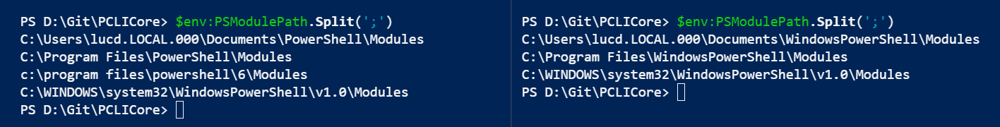 PS D:\Git\PCLICore> $env:PSModulePath.Split(';')
C:\Users\lucd.LOCAL.000\Documents\PowerShell\Modules
C:\Program Files\PowerShell\Modules
c:\program files\powershell\6\Modules
C:\WINDOWS\system32\WindowsPowerShell\v1.0\Modules
PS D:\Git\PCLICore>
PS D:\Git\PCLICore> $env:PSModulePath.Split(';')
C:\Users\lucd.LOCAL.000\Documents\WindowsPowerShell\Modules
C:\Program Files\WindowsPowerShell\Modules
C:\WINDOWS\system32\WindowsPowerShell\v1.0\Modules
PS D:\Git\PCLICore>